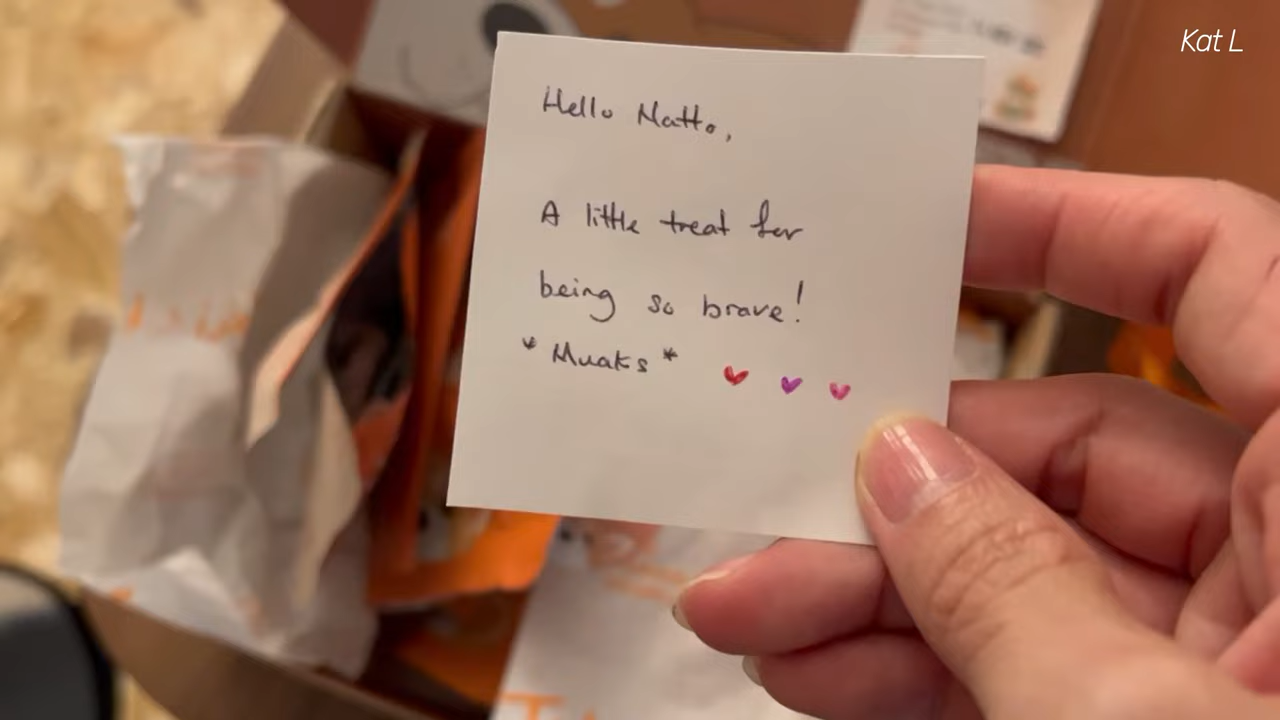 Kat L
Hello Natto,
A little treat for
being so brave!
*Muaks* ♥ ♥ ♥